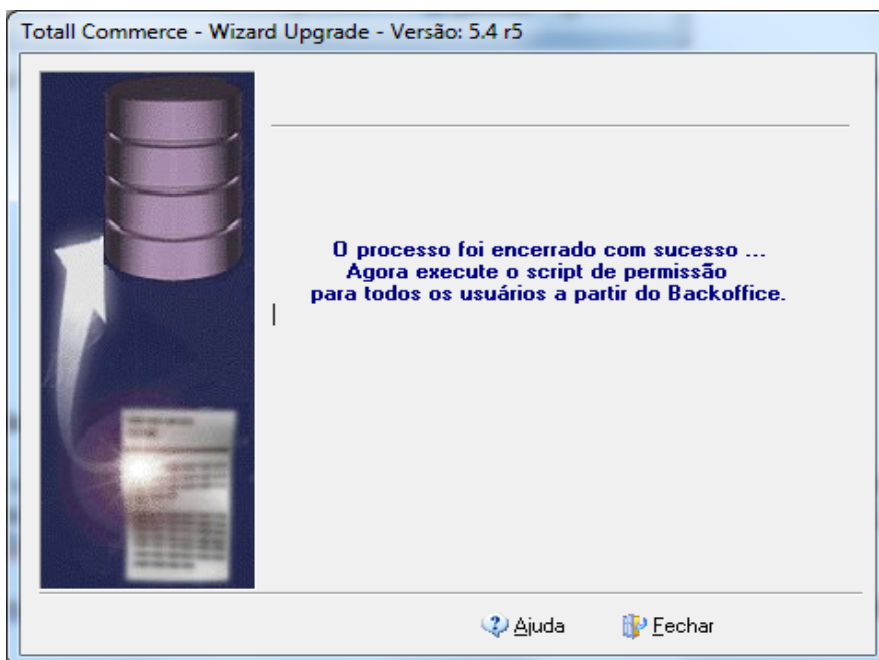 Totall Commerce - Wizard Upgrade - Versão: 5.4 r5
O processo foi encerrado com sucesso ...
Agora execute o script de permissão
para todos os usuários a partir do Backoffice.
Ajuda
Fechar